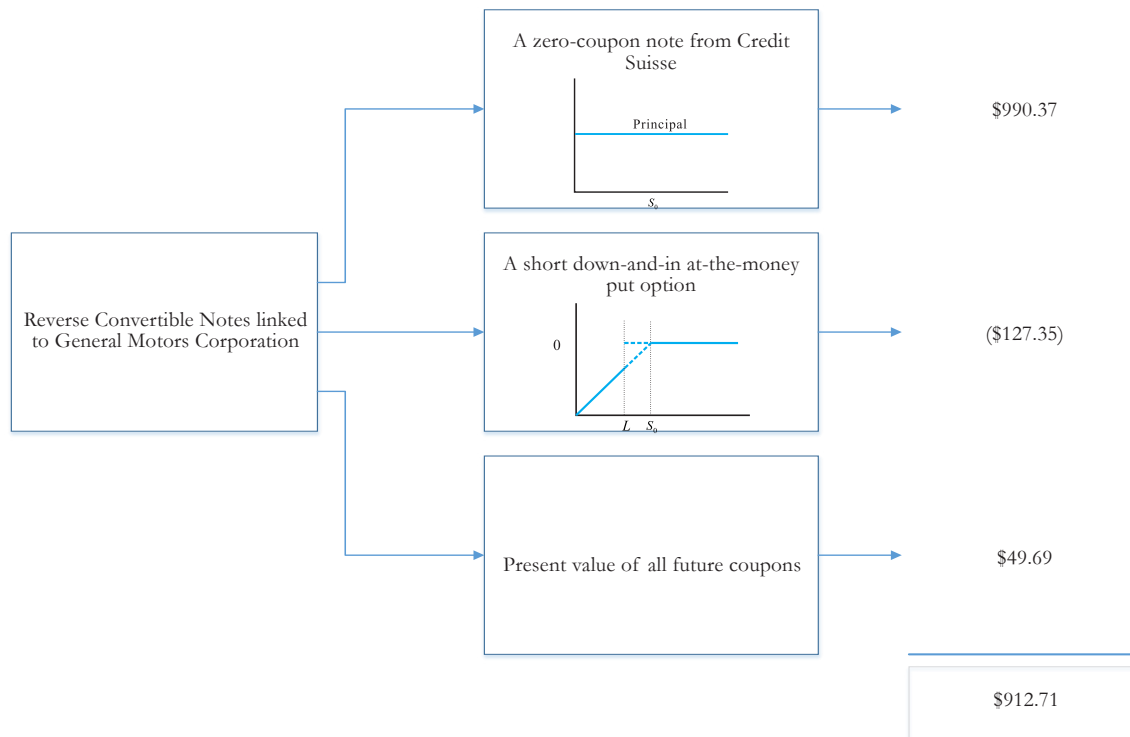 A zero-coupon note from Credit
Suisse
Principal
S₀
$990.37
Reverse Convertible Notes linked
to General Motors Corporation
A short down-and-in at-the-money
put option
0
L
S₀
($127.35)
Present value of all future coupons
$49.69
$912.71